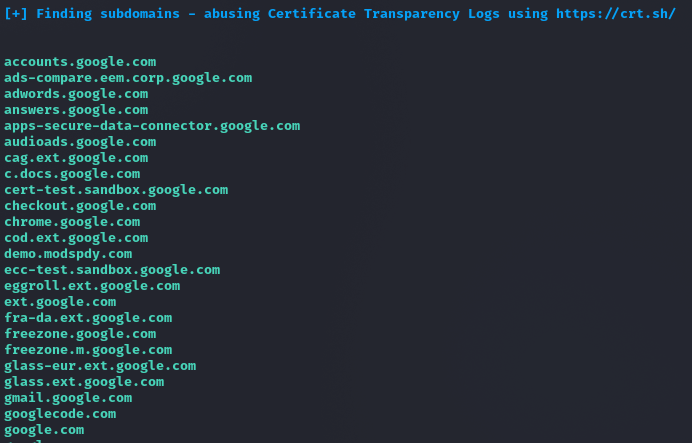 [+] Finding subdomains - abusing Certificate Transparency Logs using https://crt.sh/
accounts.google.com
ads-compare.eem.corp.google.com
adwords.google.com
answers.google.com
apps-secure-data-connector.google.com
audioads.google.com
cag.ext.google.com
c.docs.google.com
cert-test.sandbox.google.com
checkout.google.com
chrome.google.com
cod.ext.google.com
demo.modspdy.com
ecc-test.sandbox.google.com
eggroll.ext.google.com
ext.google.com
fra-da.ext.google.com
freezone.google.com
freezone.m.google.com
glass-eur.ext.google.com
glass.ext.google.com
gmail.google.com
googlecode.com
google.com